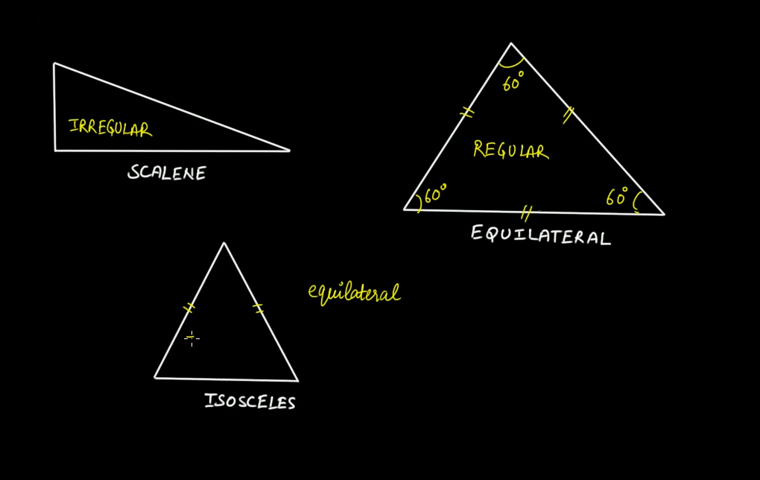 IRREGULAR
SCALENE
60°
REGULAR
60°
60°
EQUILATERAL
equilateral
ISOSCELES